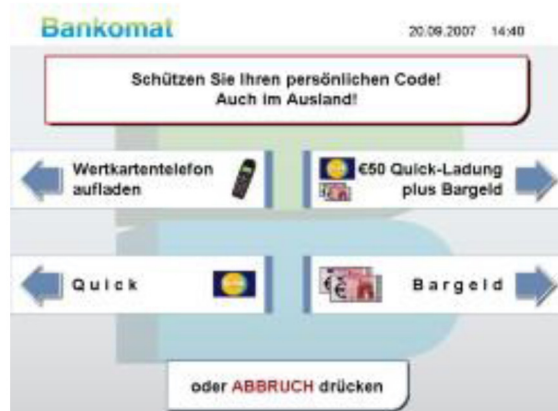 Bankomat
20.09.2007 14:40
Schützen Sie Ihren persönlichen Code!
Auch im Ausland!
Wertkartentelefon
aufladen
€50 Quick-Ladung
plus Bargeld
Quick
Bargeld
oder ABBRUCH drücken